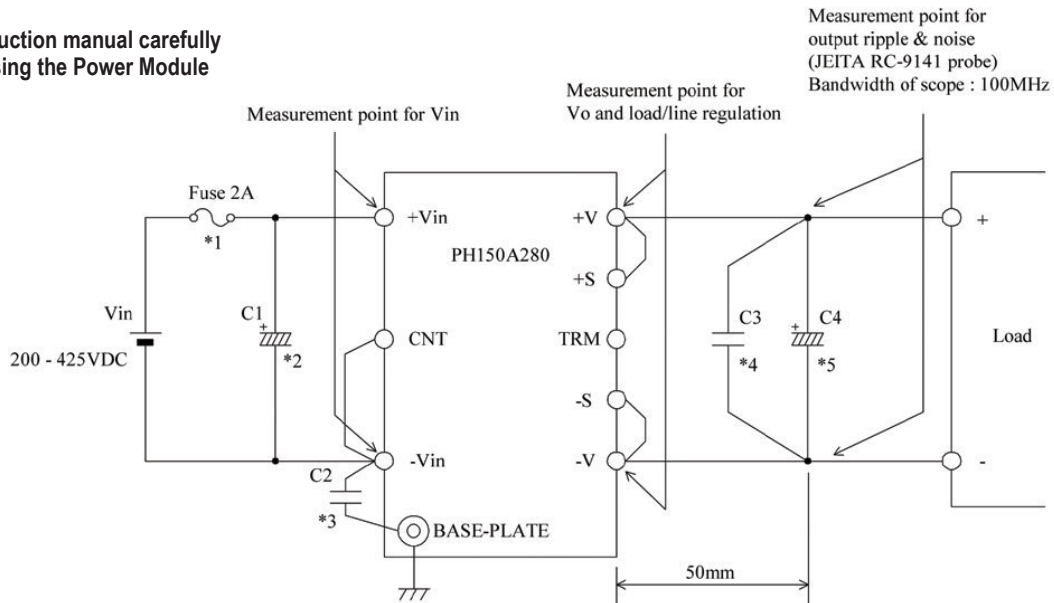 uction manual carefully
sing the Power Module
Measurement point for
output ripple & noise
(JEITA RC-9141 probe)
Bandwidth of scope : 100MHz
Measurement point for
Vo and load/line regulation
Measurement point for Vin
Fuse 2A
*1
+Vin
+V
+
PH150A280
+S
Vin
C1
+
*2
CNT
TRM
C3
*4
C4
+
*5
Load
200 - 425VDC
-S
-Vin
-V
-
C2
*3
BASE-PLATE
50mm